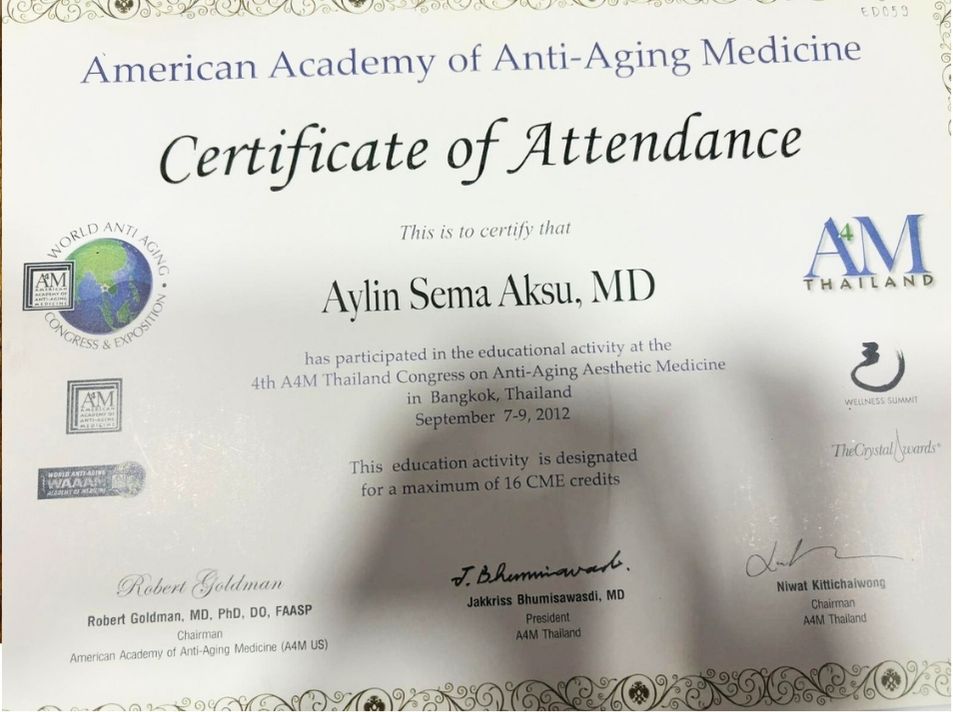 ED059
American Academy of Anti-Aging Medicine
Certificate of Attendance
This is to certify that
Aylin Sema Aksu, MD
has participated in the educational activity at the
4th A4M Thailand Congress on Anti-Aging Aesthetic Medicine
in Bangkok, Thailand
September 7-9, 2012
This education activity is designated
for a maximum of 16 CME credits
WORLD ANTI AGING
A4M
AMERICAN
ACADEMY OF
ANTI-AGING
MEDICINE
CONGRESS & EXPOSITION
A4M
AMERICAN
ACADEMY OF
ANTI-AGING
MEDICINE
WORLD ANTI-AGING
WAAAM
ACADEMY OF MEDICINE
A4M
THAILAND
WELLNESS SUMMIT
TheCrystalAwards
Robert Goldman
Robert Goldman, MD, PhD, DO, FAASP
Chairman
American Academy of Anti-Aging Medicine (A4M US)
J. Bhumisawasdi.
Jakkriss Bhumisawasdi, MD
President
A4M Thailand
Niwat Kittichaiwong
Chairman
A4M Thailand